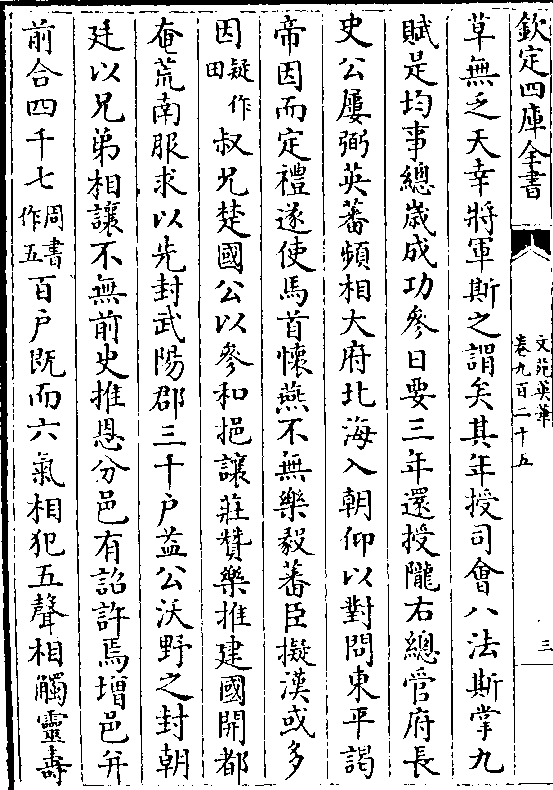 欽定四庫全書
文苑英華
卷九百二十五
三
草無乏天幸將軍斯之謂矣其年授司會八法斯掌九
賦是均事總歲成功參日要三年還授隴右總管府長
史公屢弼英蕃頻相大府北海入朝仰以對問東平謁
帝因而定禮遂使馬首懷燕不無樂毅蕃臣擬漢或多
因疑作田叔兄楚國公以參和挹讓莊贊樂推建國開都
奄荒南服求以先封武陽郡三千户益公沃野之封朝
廷以兄弟相讓不無前史推恩分邑有詔許焉增邑并
前合四千七周書作五百户既而六氣相犯五聲相觸靈壽